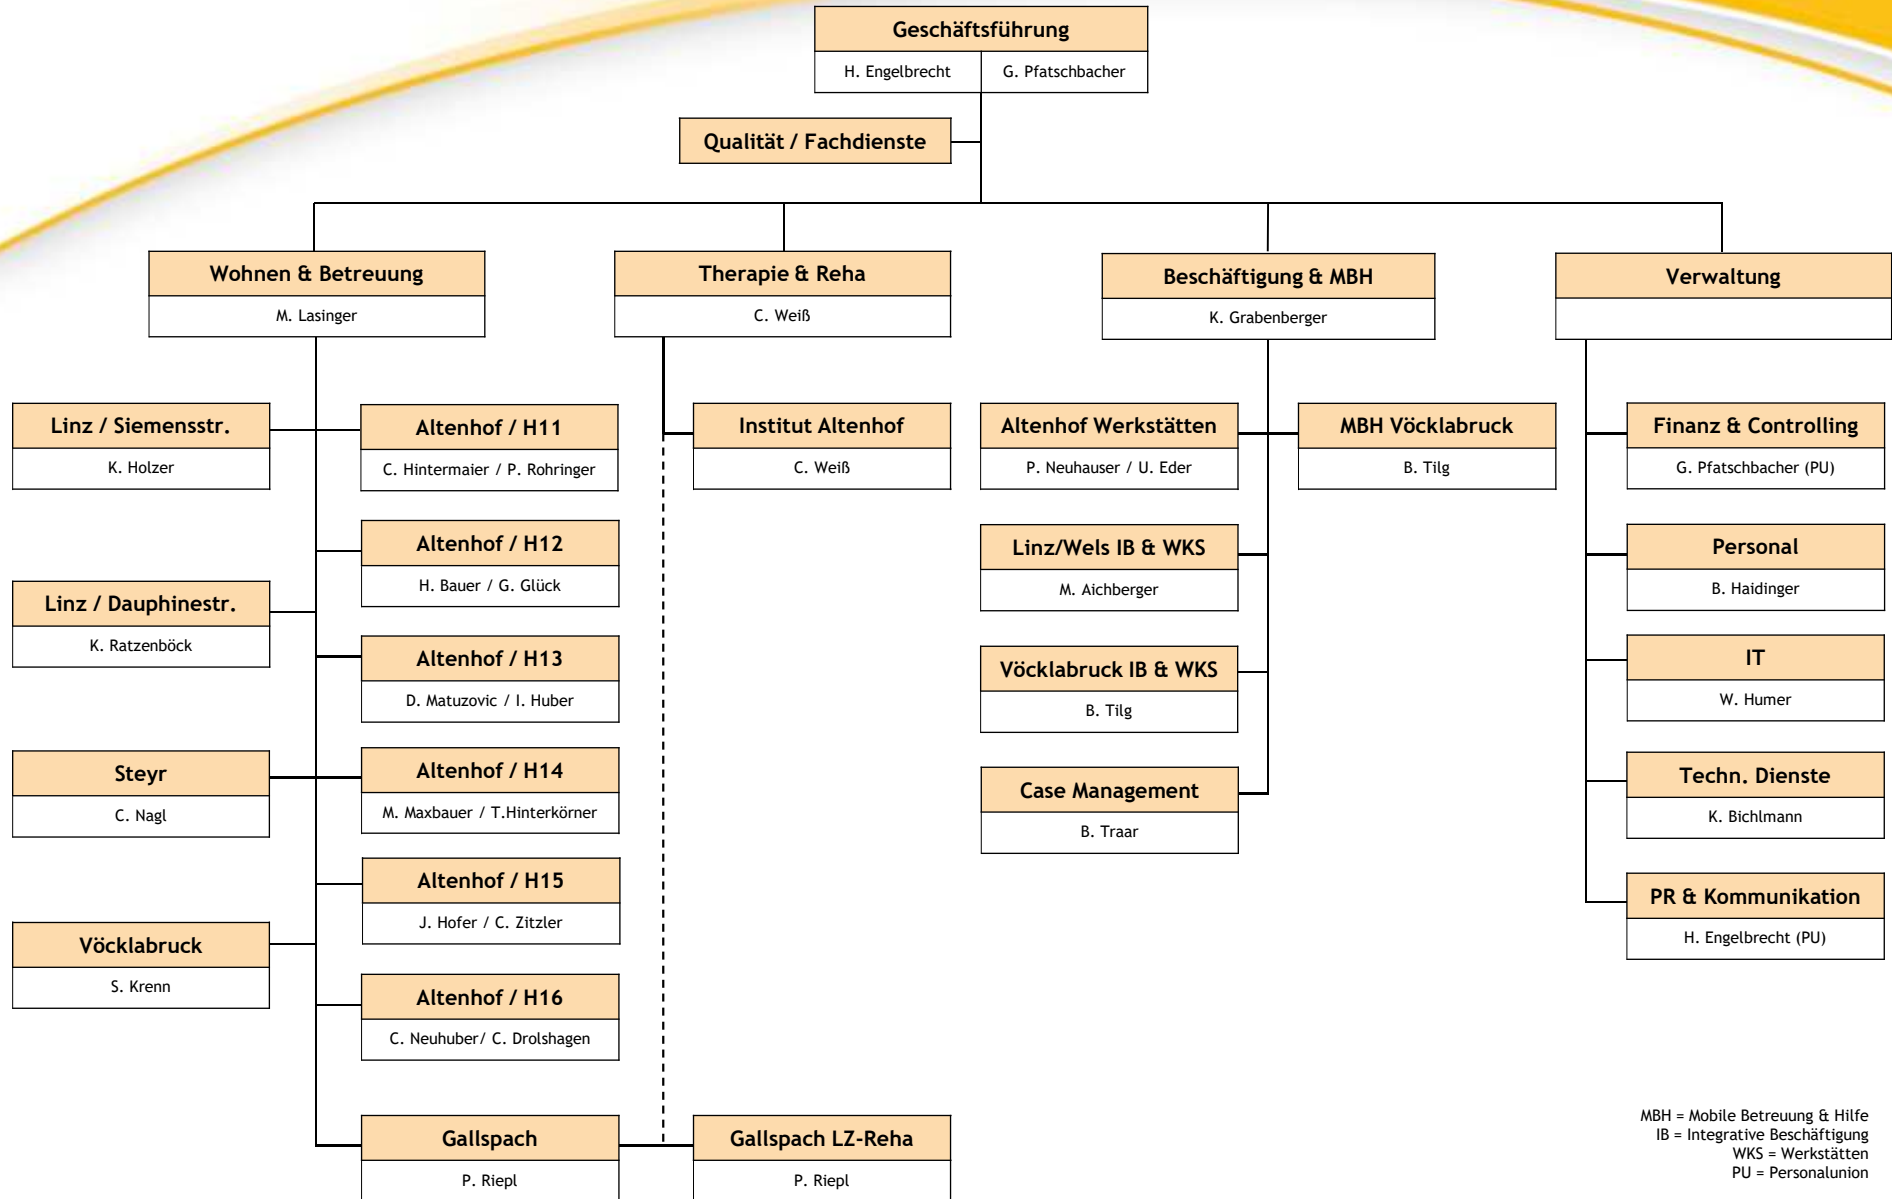 Geschäftsführung
H. Engelbrecht
G. Pfatschbacher
Qualität / Fachdienste
Wohnen & Betreuung
M. Lasinger
Therapie & Reha
C. Weiß
Beschäftigung & MBH
K. Grabenberger
Verwaltung
Linz / Siemensstr.
K. Holzer
Linz / Dauphinestr.
K. Ratzenböck
Steyr
C. Nagl
Vöcklabruck
S. Krenn
Altenhof / H11
C. Hintermaier / P. Rohringer
Altenhof / H12
H. Bauer / G. Glück
Altenhof / H13
D. Matuzovic / I. Huber
Altenhof / H14
M. Maxbauer / T.Hinterkörner
Altenhof / H15
J. Hofer / C. Zitzler
Altenhof / H16
C. Neuhuber/ C. Drolshagen
Gallspach
P. Riepl
Institut Altenhof
C. Weiß
Gallspach LZ-Reha
P. Riepl
Altenhof Werkstätten
P. Neuhauser / U. Eder
Linz/Wels IB & WKS
M. Aichberger
Vöcklabruck IB & WKS
B. Tilg
Case Management
B. Traar
MBH Vöcklabruck
B. Tilg
Finanz & Controlling
G. Pfatschbacher (PU)
Personal
B. Haidinger
IT
W. Humer
Techn. Dienste
K. Bichlmann
PR & Kommunikation
H. Engelbrecht (PU)
MBH = Mobile Betreuung & Hilfe
IB = Integrative Beschäftigung
WKS = Werkstätten
PU = Personalunion